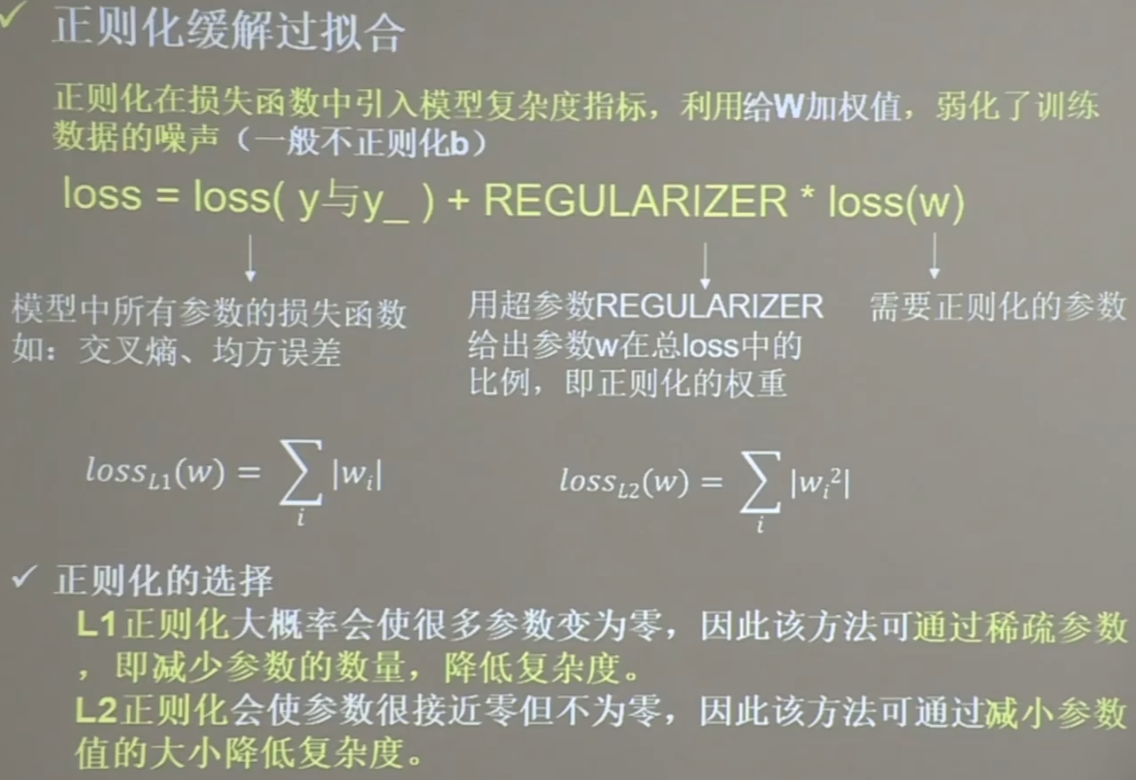 ✓ 正则化缓解过拟合
正则化在损失函数中引入模型复杂度指标，利用给W加权值，弱化了训练
数据的噪声（一般不正则化b）
loss = loss( y与y_ ) + REGULARIZER * loss(w)
模型中所有参数的损失函数
如：交叉熵、均方误差
用超参数REGULARIZER
给出参数w在总loss中的
比例，即正则化的权重
需要正则化的参数
loss_{L1}(w) = ∑_i |w_i|
loss_{L2}(w) = ∑_i |w_i²|
✓ 正则化的选择
L1正则化大概率会使很多参数变为零，因此该方法可通过稀疏参数
，即减少参数的数量，降低复杂度。
L2正则化会使参数很接近零但不为零，因此该方法可通过减小参数
值的大小降低复杂度。